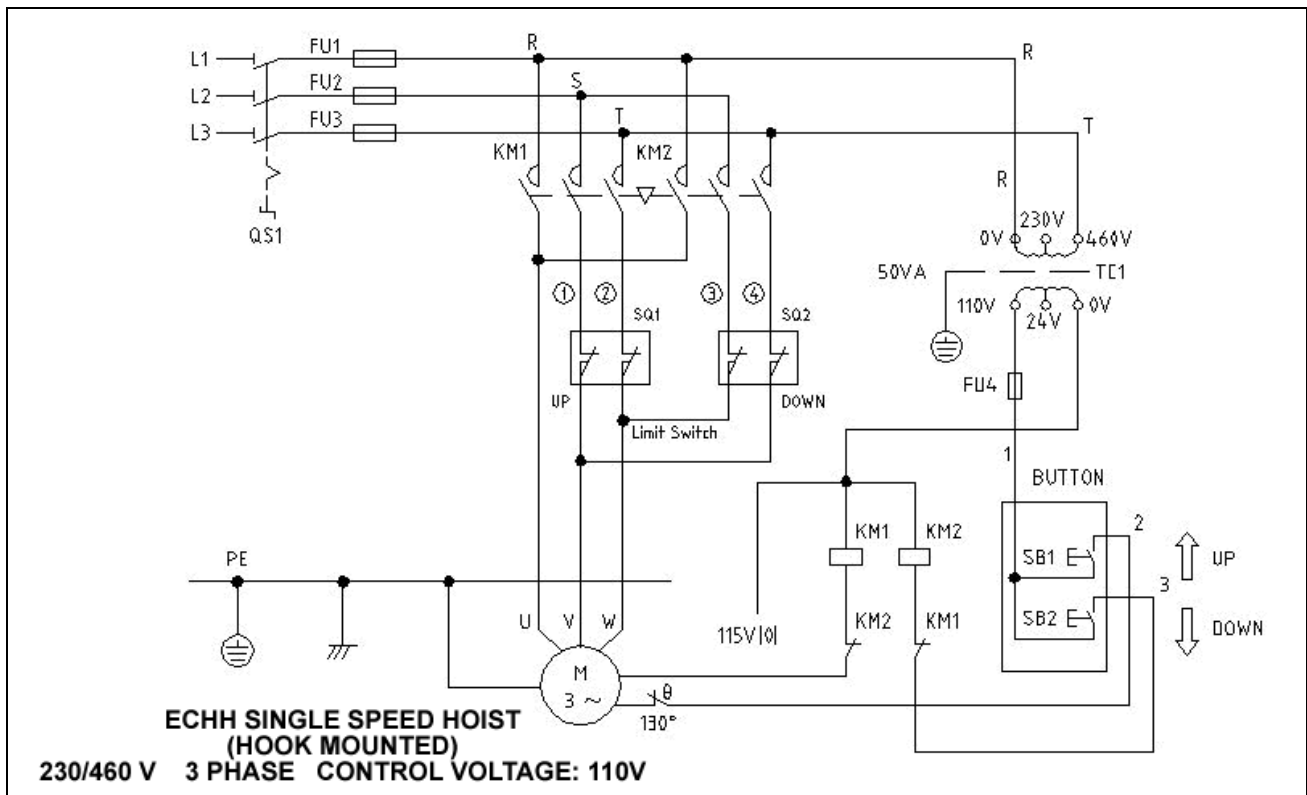 R
L1
FU1
S
L2
FU2
T
L3
FU3
KM1
KM2
QS1
R
T
R
230V
0V
460V
50VA
TC1
110V
24V
0V
1
2
3
4
SQ1
SQ2
UP
DOWN
Limit Switch
FU4
1
BUTTON
2
KM1
KM2
SB1
UP
3
SB2
DOWN
PE
115V|0|
KM2
KM1
U
V
W
M
3 ~
θ
130°
ECHH SINGLE SPEED HOIST
(HOOK MOUNTED)
230/460 V 3 PHASE CONTROL VOLTAGE: 110V